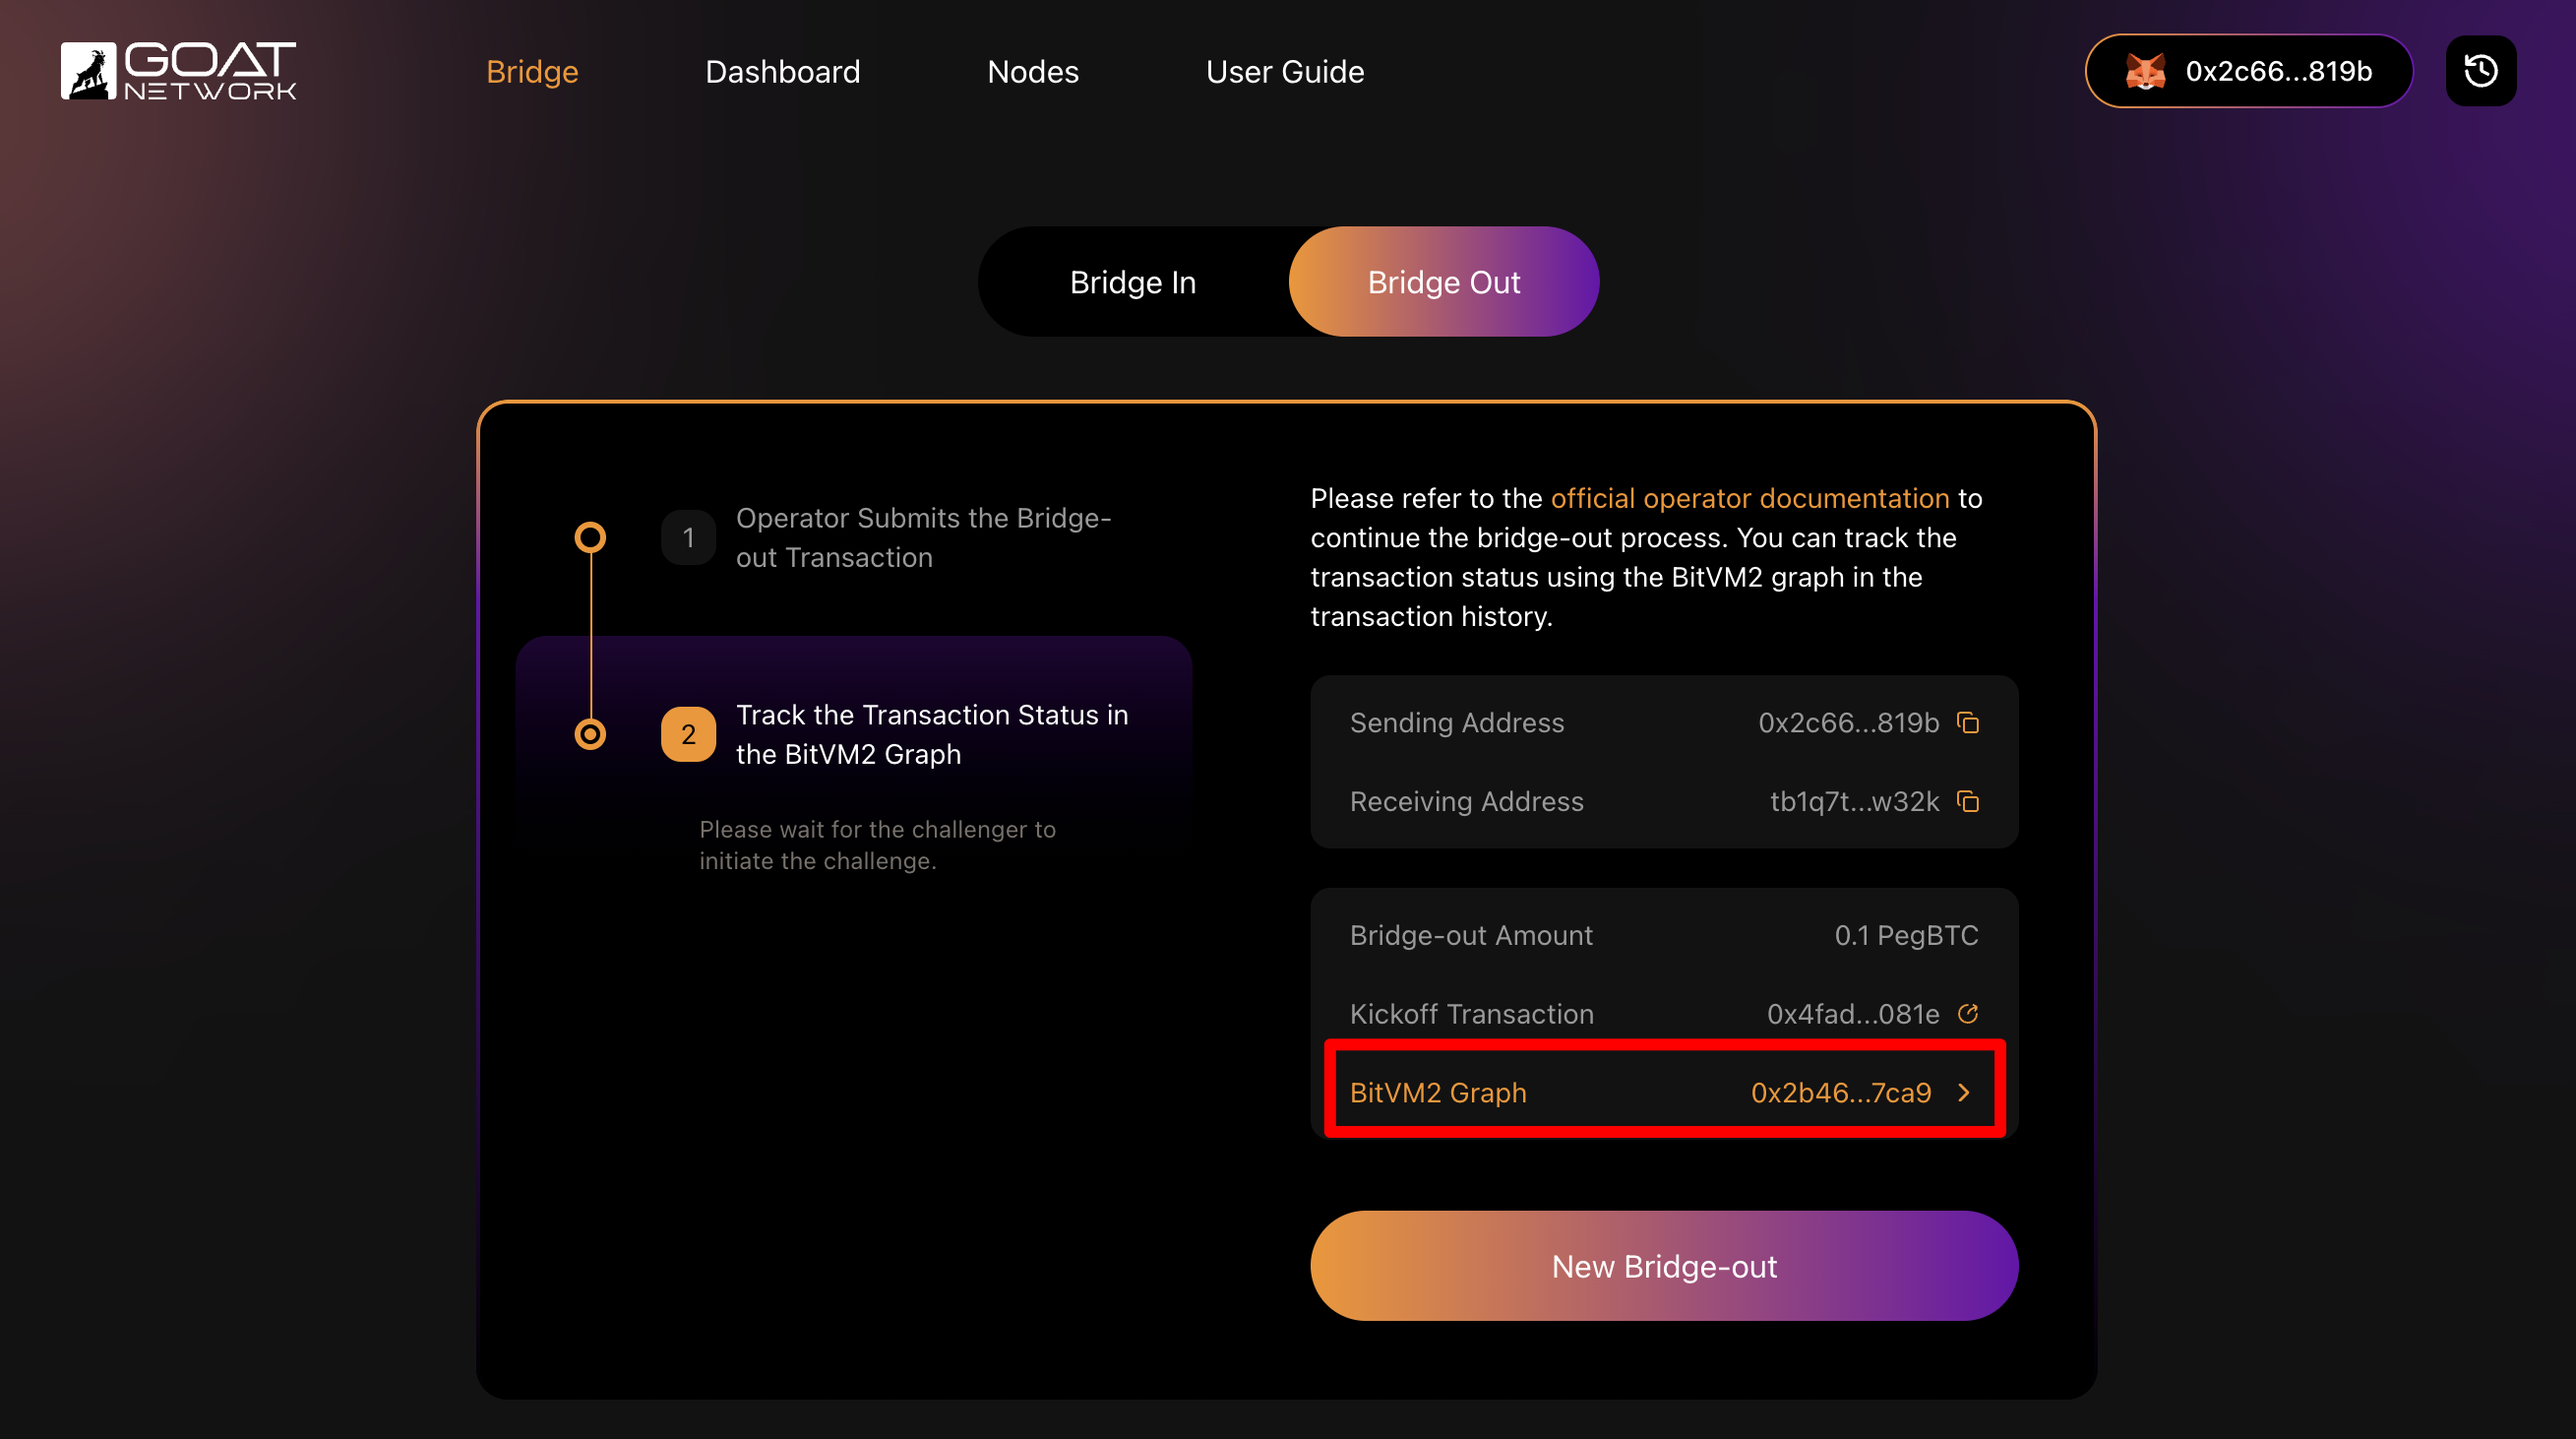 GOAT
NETWORK
Bridge
Dashboard
Nodes
User Guide
0x2c66...819b
Bridge In
Bridge Out
1
Operator Submits the Bridge-
out Transaction
2
Track the Transaction Status in
the BitVM2 Graph
Please wait for the challenger to
initiate the challenge.
Please refer to the official operator documentation to
continue the bridge-out process. You can track the
transaction status using the BitVM2 graph in the
transaction history.
Sending Address 0x2c66...819b
Receiving Address tb1q7t...w32k
Bridge-out Amount 0.1 PegBTC
Kickoff Transaction 0x4fad...081e
BitVM2 Graph 0x2b46...7ca9
New Bridge-out